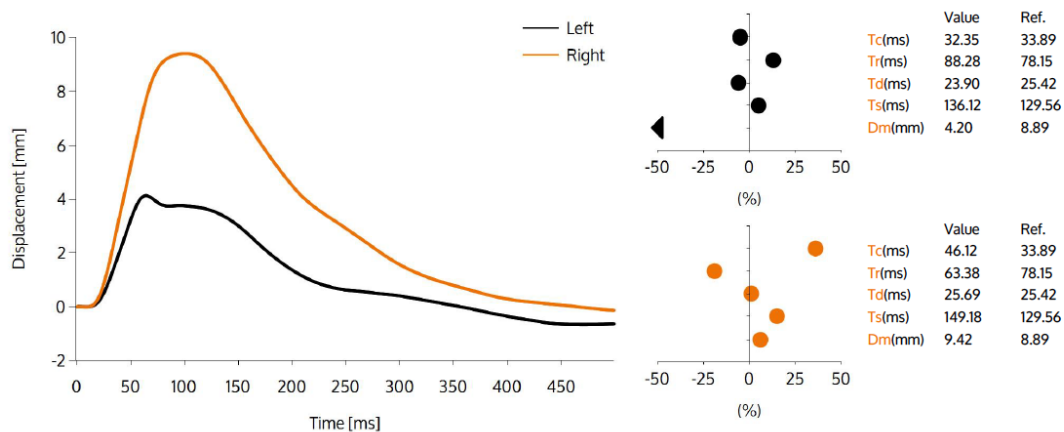 Displacement [mm]
10
8
6
4
2
0
-2
0 50 100 150 200 250 300 350 400 450
Time [ms]
Left
Right
-50 -25 0 25 50
(%)
Value Ref.
Tc(ms) 32.35 33.89
Tr(ms) 88.28 78.15
Td(ms) 23.90 25.42
Ts(ms) 136.12 129.56
Dm(mm) 4.20 8.89
-50 -25 0 25 50
(%)
Value Ref.
Tc(ms) 46.12 33.89
Tr(ms) 63.38 78.15
Td(ms) 25.69 25.42
Ts(ms) 149.18 129.56
Dm(mm) 9.42 8.89